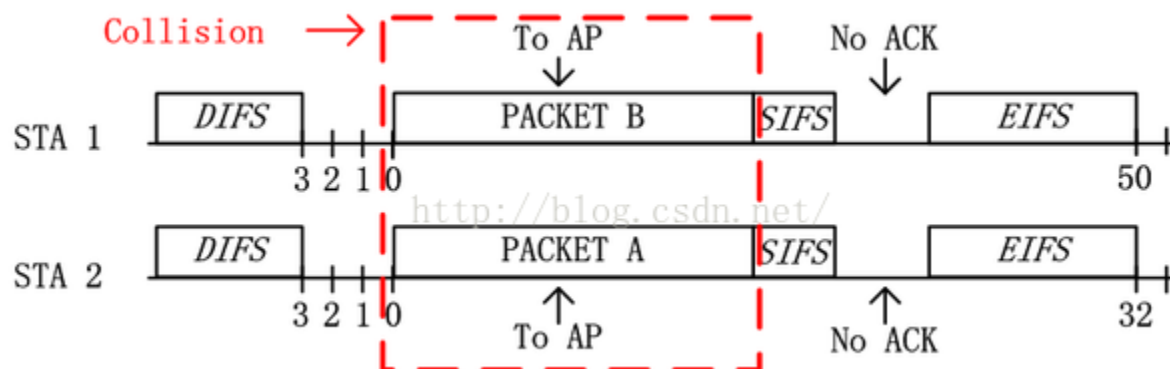 Collision
To AP
No ACK
STA 1
DIFS
PACKET B
SIFS
EIFS
3 2 1 0
50
http://blog.csdn.net/
STA 2
DIFS
PACKET A
SIFS
EIFS
3 2 1 0
32
To AP
No ACK